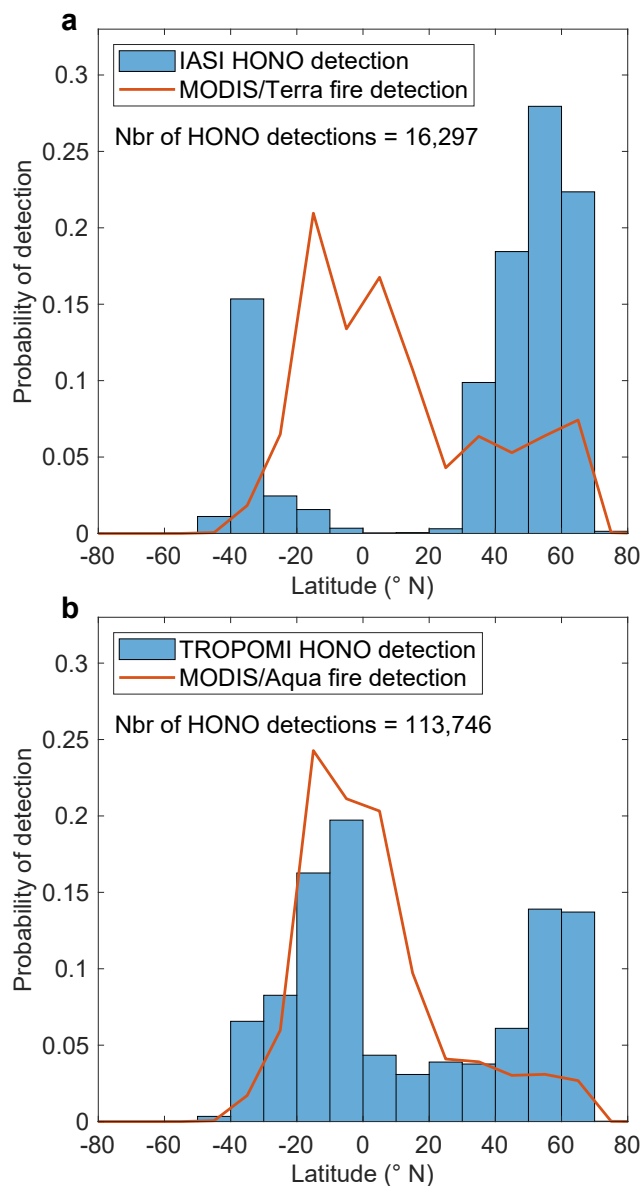 a
IASI HONO detection
MODIS/Terra fire detection
Nbr of HONO detections = 16,297
Probability of detection
0.3
0.25
0.2
0.15
0.1
0.05
0
-80 -60 -40 -20 0 20 40 60 80
Latitude (° N)
b
TROPOMI HONO detection
MODIS/Aqua fire detection
Nbr of HONO detections = 113,746
Probability of detection
0.3
0.25
0.2
0.15
0.1
0.05
0
-80 -60 -40 -20 0 20 40 60 80
Latitude (° N)